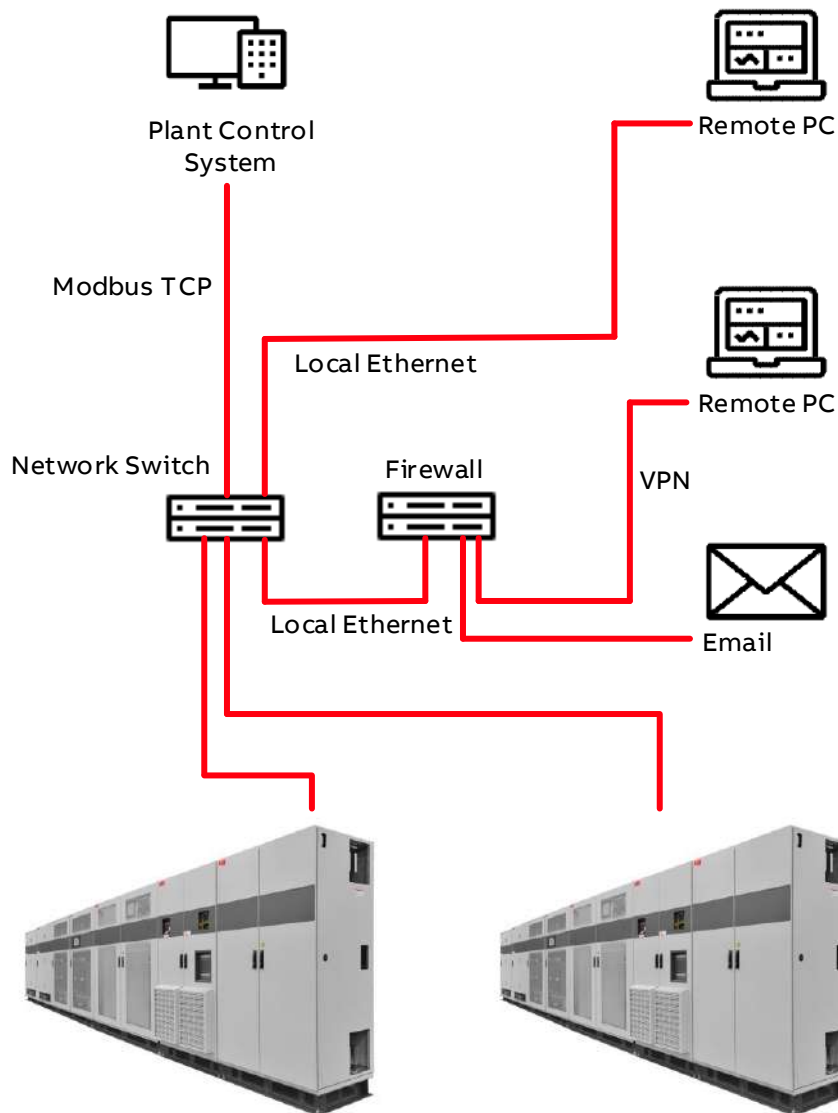 Plant Control
System
Remote PC
Modbus TCP
Local Ethernet
Remote PC
Network Switch
Firewall
VPN
Local Ethernet
Email